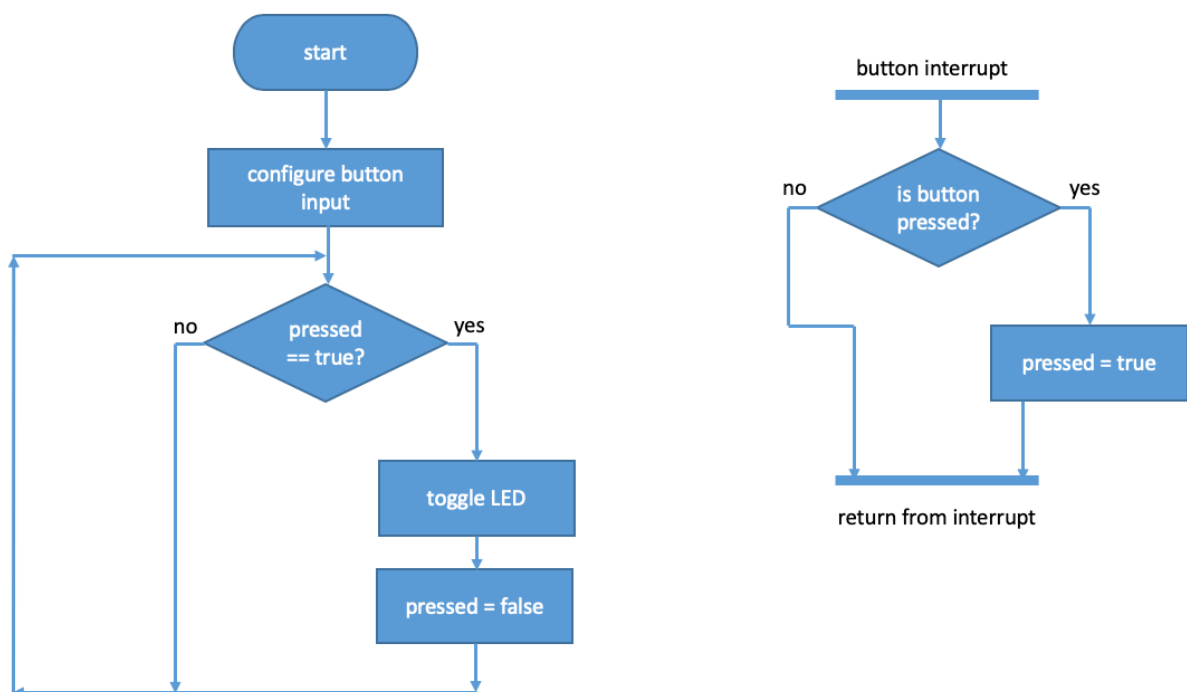 start
configure button
input
no
pressed
== true?
yes
toggle LED
pressed = false
button interrupt
no
is button
pressed?
yes
pressed = true
return from interrupt